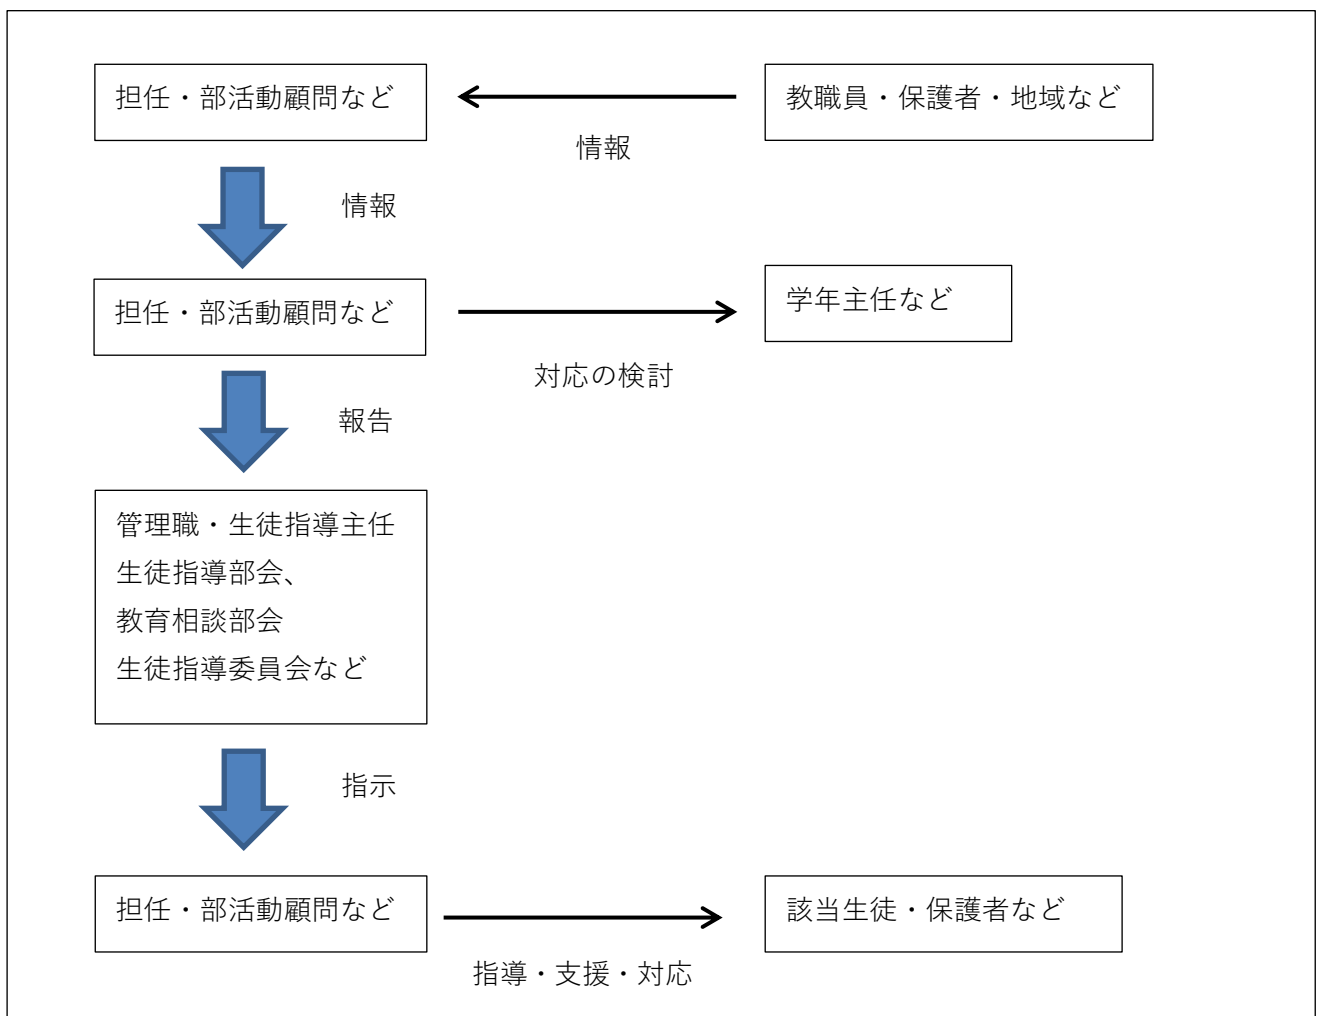 担任・部活動顧問など
教職員・保護者・地域など
情報
情報
担任・部活動顧問など
学年主任など
対応の検討
報告
管理職・生徒指導主任
生徒指導部会、
教育相談部会
生徒指導委員会など
指示
担任・部活動顧問など
該当生徒・保護者など
指導・支援・対応